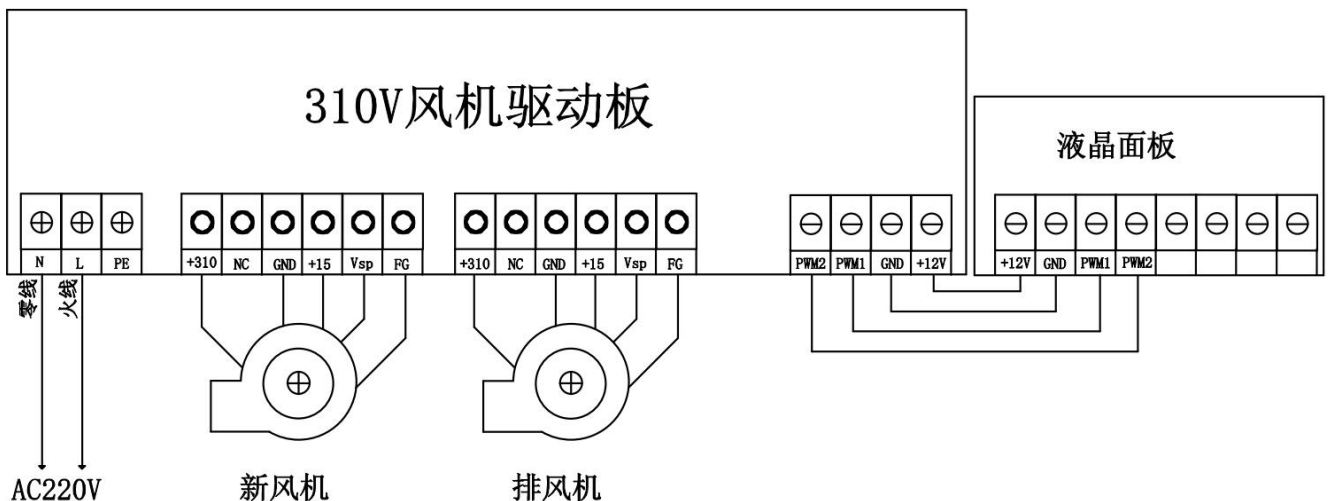 310V风机驱动板
液晶面板
N L PE
+310 NC GND +15 Vsp FG
+310 NC GND +15 Vsp FG
PWM2 PWM1 GND +12V
+12V GND PWM1 PWM2
零线
火线
AC220V
新风机
排风机